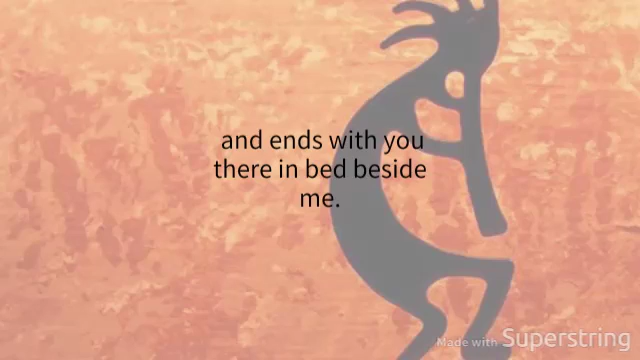 and ends with you
there in bed beside
me.
Made with Superstring